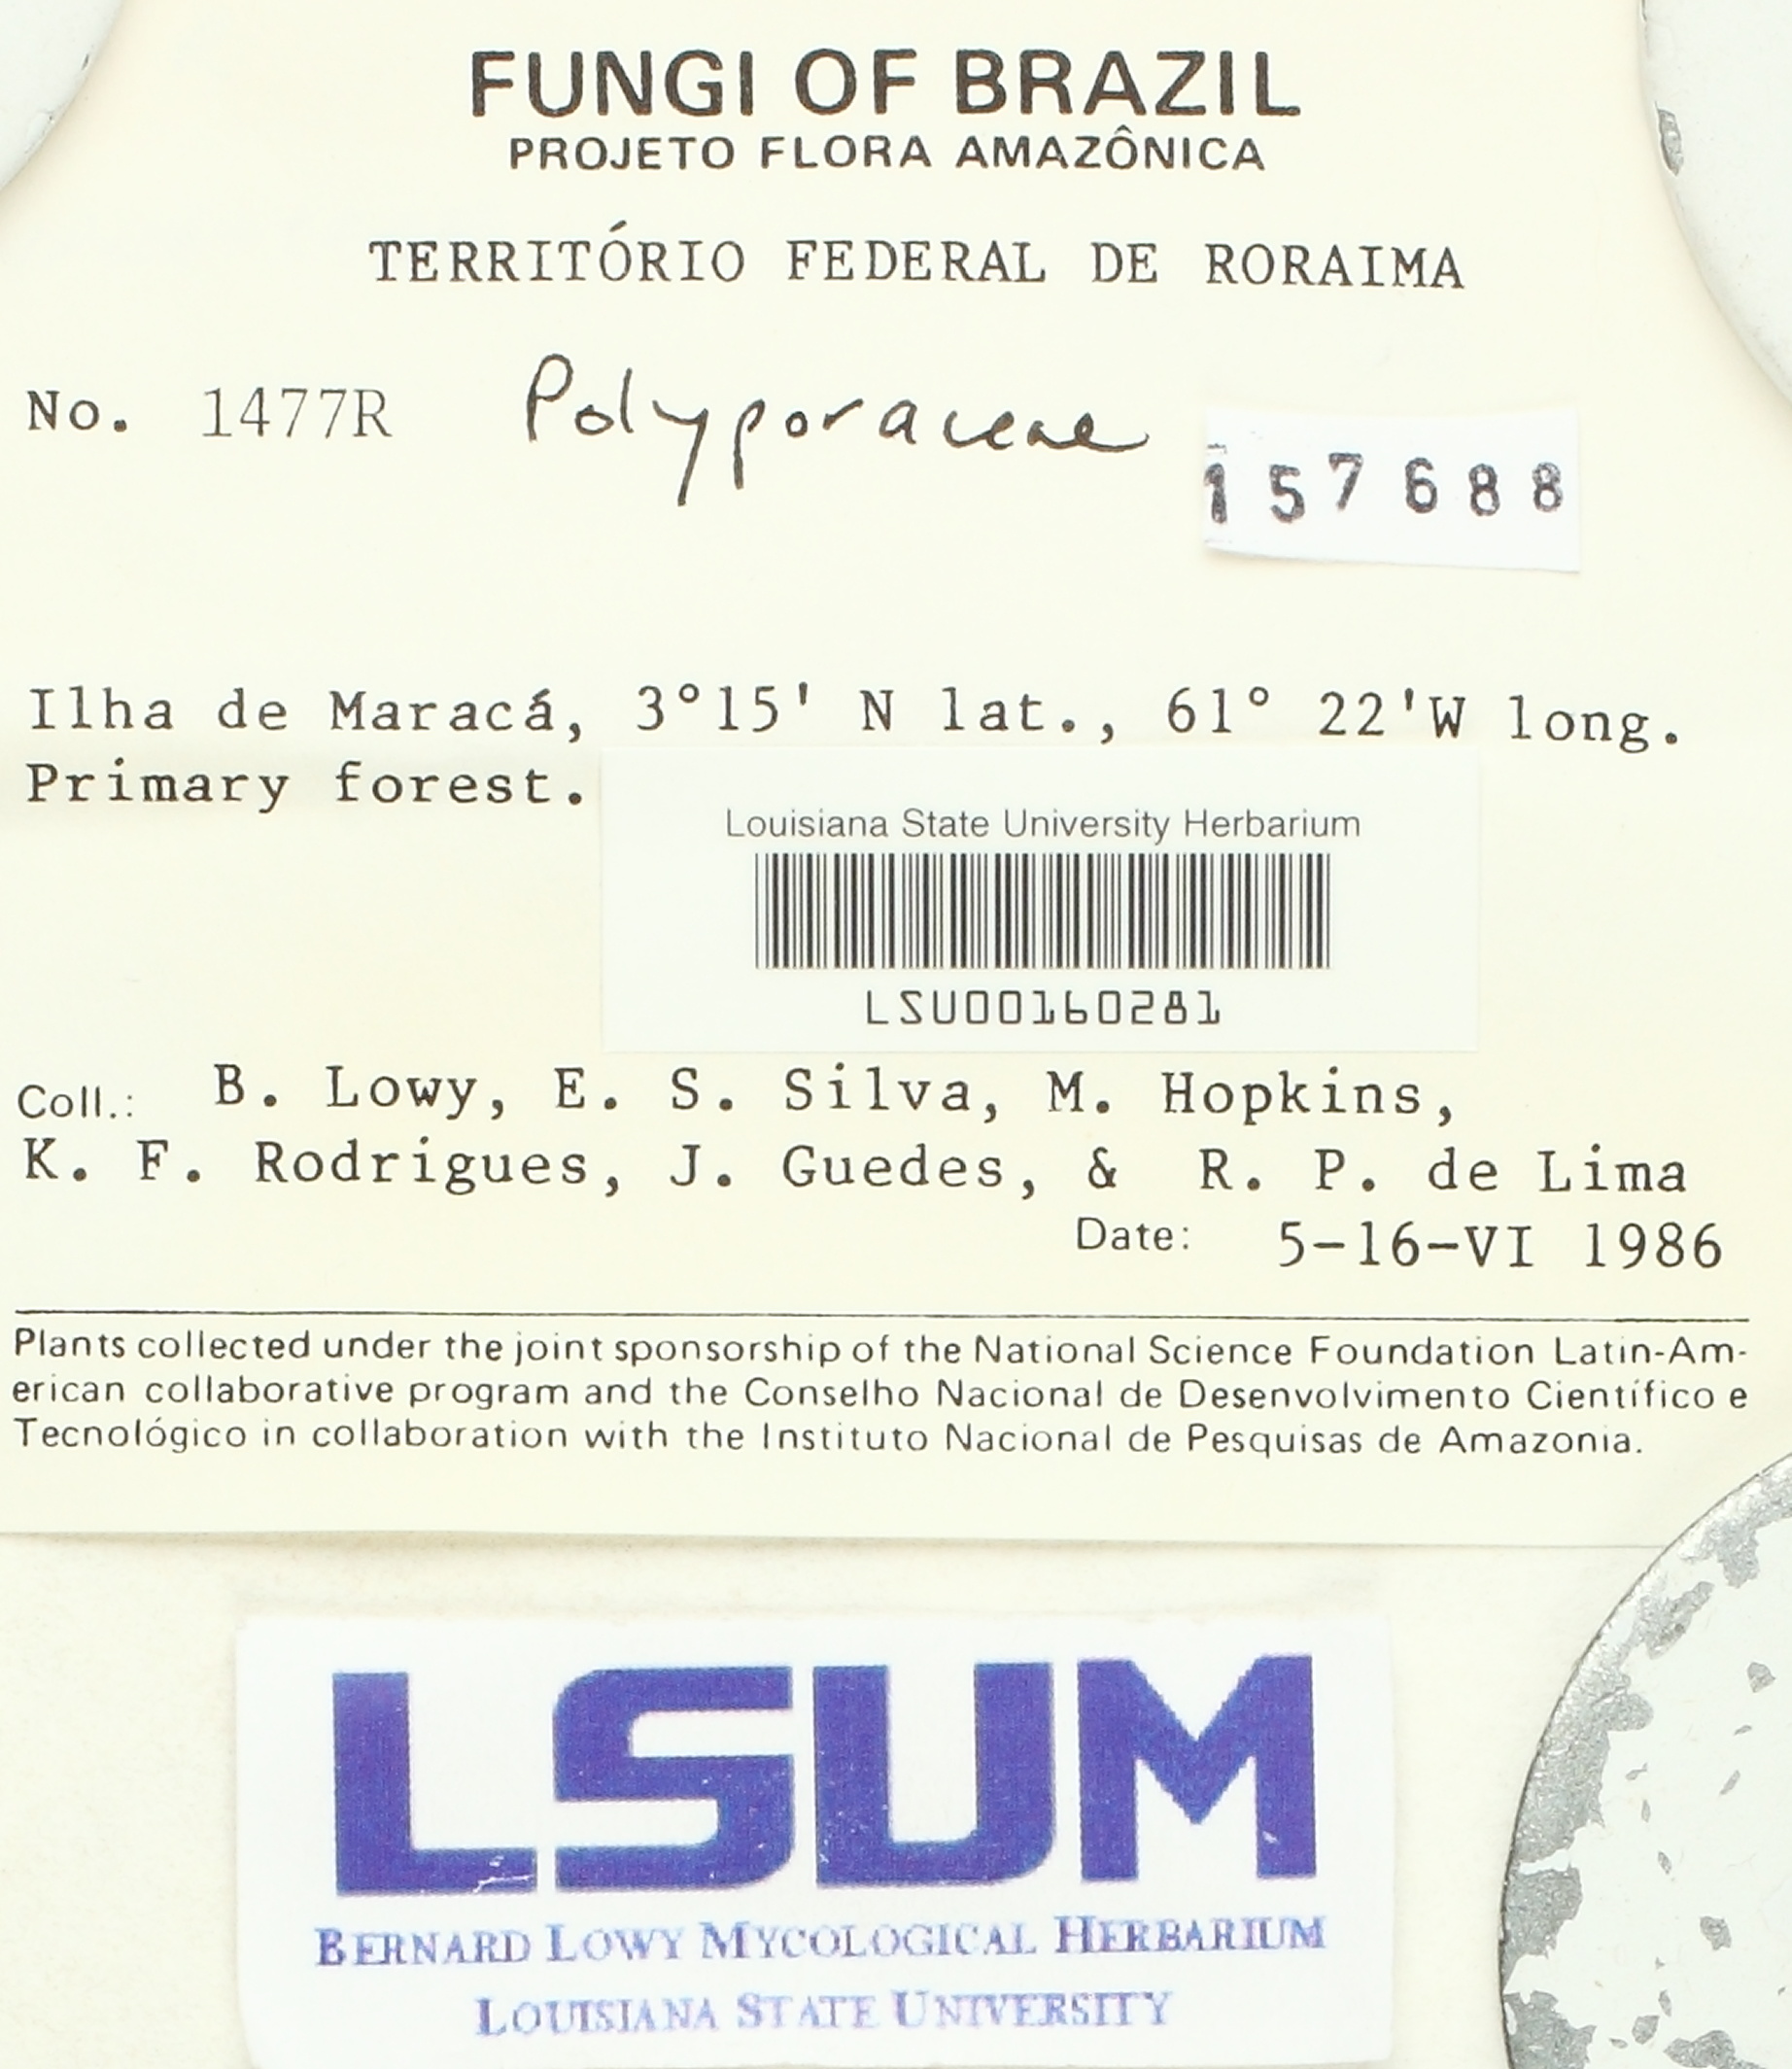 FUNGI OF BRAZIL
PROJETO FLORA AMAZÔNICA
TERRITÓRIO FEDERAL DE RORAIMA
No. 1477R Polyporaceae
157688
Ilha de Maracá, 3°15' N lat., 61° 22'W long.
Primary forest.
Louisiana State University Herbarium
LSU00160281
Coll.: B. Lowy, E. S. Silva, M. Hopkins,
K. F. Rodrigues, J. Guedes, & R. P. de Lima
Date: 5-16-VI 1986
Plants collected under the joint sponsorship of the National Science Foundation Latin-Am-
erican collaborative program and the Conselho Nacional de Desenvolvimento Científico e
Tecnológico in collaboration with the Instituto Nacional de Pesquisas de Amazonia.
LSUM
BERNARD LOWY MYCOLOGICAL HERBARIUM
LOUISIANA STATE UNIVERSITY